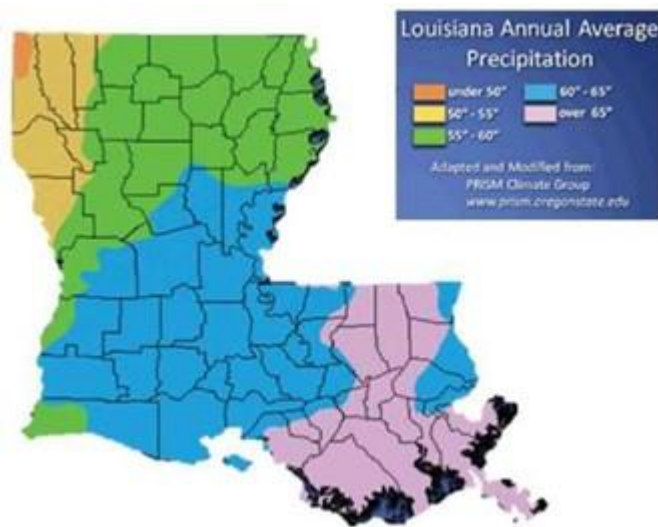 Louisiana Annual Average
Precipitation
under 50"
60" - 65"
50" - 55"
over 65"
55" - 60"
Adapted and Modified from:
PRISM Climate Group
www.prism.oregonstate.edu